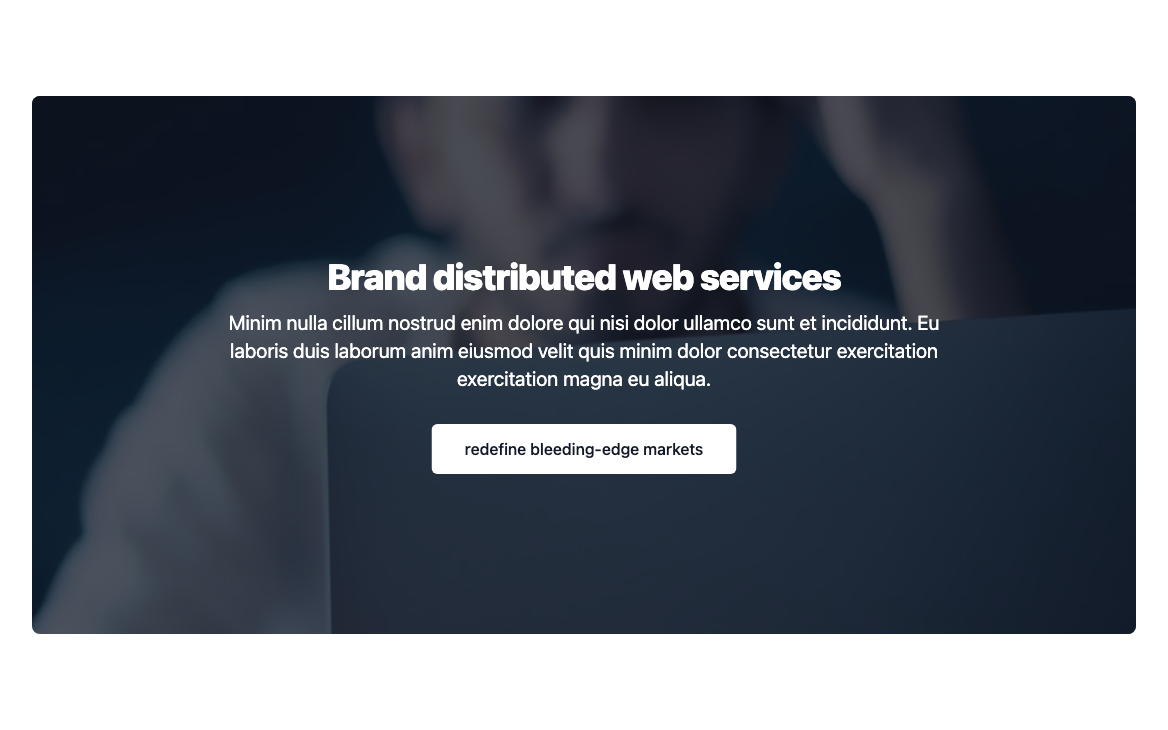 Brand distributed web services
Minim nulla cillum nostrud enim dolore qui nisi dolor ullamco sunt et incididunt. Eu
laboris duis laborum anim eiusmod velit quis minim dolor consectetur exercitation
exercitation magna eu aliqua.
redefine bleeding-edge markets